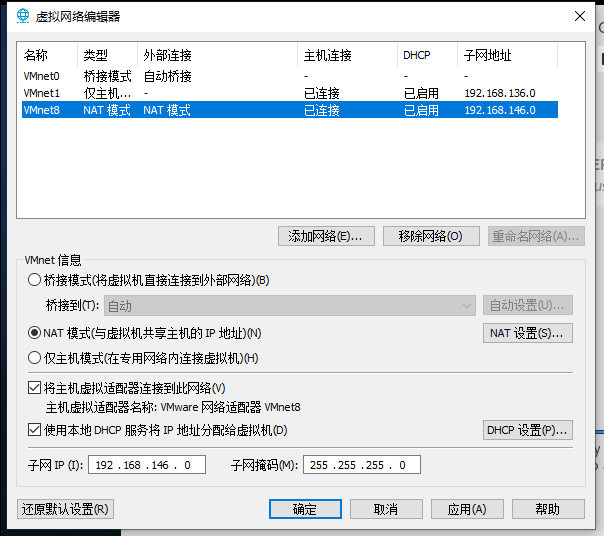 虚拟网络编辑器
名称 类型 外部连接 主机连接 DHCP 子网地址
VMnet0 桥接模式 自动桥接 - - -
VMnet1 仅主机... - 已连接 已启用 192.168.136.0
VMnet8 NAT 模式 NAT 模式 已连接 已启用 192.168.146.0
添加网络(E)... 移除网络(O) 重命名网络(A)...
VMnet 信息
桥接模式(将虚拟机直接连接到外部网络)(B)
桥接到(T): 自动 自动设置(U)...
NAT 模式(与虚拟机共享主机的 IP 地址)(N) NAT 设置(S)...
仅主机模式(在专用网络内连接虚拟机)(H)
将主机虚拟适配器连接到此网络(V)
主机虚拟适配器名称: VMware 网络适配器 VMnet8
使用本地 DHCP 服务将 IP 地址分配给虚拟机(D) DHCP 设置(P)...
子网 IP (I): 192 .168 .146 . 0 子网掩码(M): 255 .255 .255 . 0
还原默认设置(R) 确定 取消 应用(A) 帮助